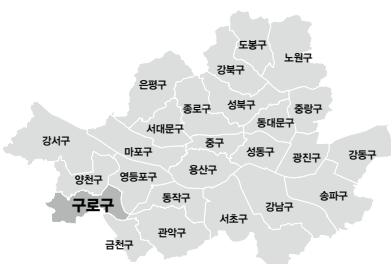 도봉구
노원구
강북구
은평구
성북구
중랑구
종로구
동대문구
서대문구
강서구
마포구
중구
성동구
광진구
강동구
양천구
영등포구
용산구
구로구
동작구
송파구
강남구
서초구
관악구
금천구